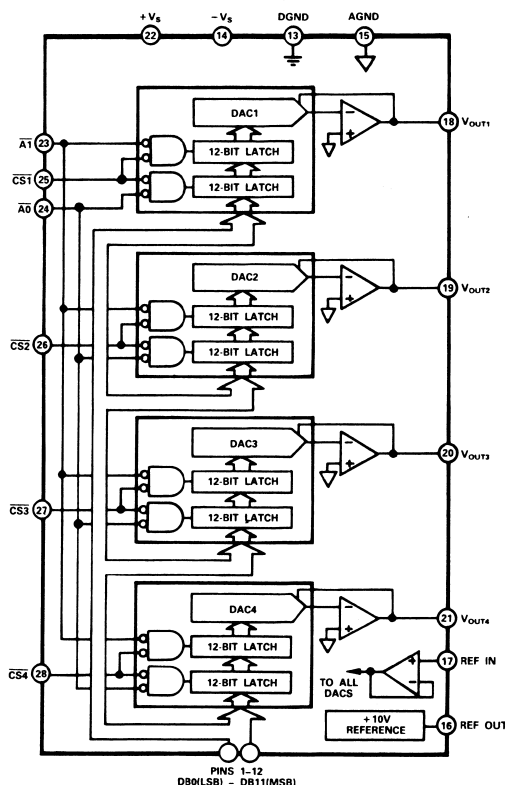 +VS
22
−VS
14
DGND
13
AGND
15
DAC1
12-BIT LATCH
12-BIT LATCH
A1 23
CS1 25
A0 24
18 VOUT1
DAC2
12-BIT LATCH
12-BIT LATCH
CS2 26
19 VOUT2
DAC3
12-BIT LATCH
12-BIT LATCH
CS3 27
20 VOUT3
DAC4
12-BIT LATCH
12-BIT LATCH
CS4 28
21 VOUT4
17 REF IN
TO ALL
DACS
+10V
REFERENCE
16 REF OUT
PINS 1–12
DB0(LSB) – DB11(MSB)